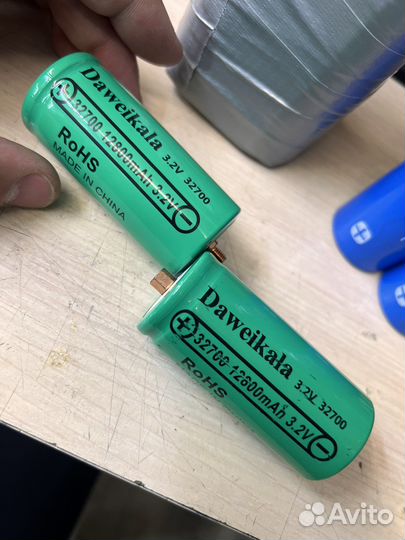 Daweikala 3.2V 32700
+ 32700 12800mAh 3.2V -
RoHS
MADE IN CHINA
Daweikala 3.2V 32700
+ 32700 12800mAh 3.2V -
RoHS
Avito